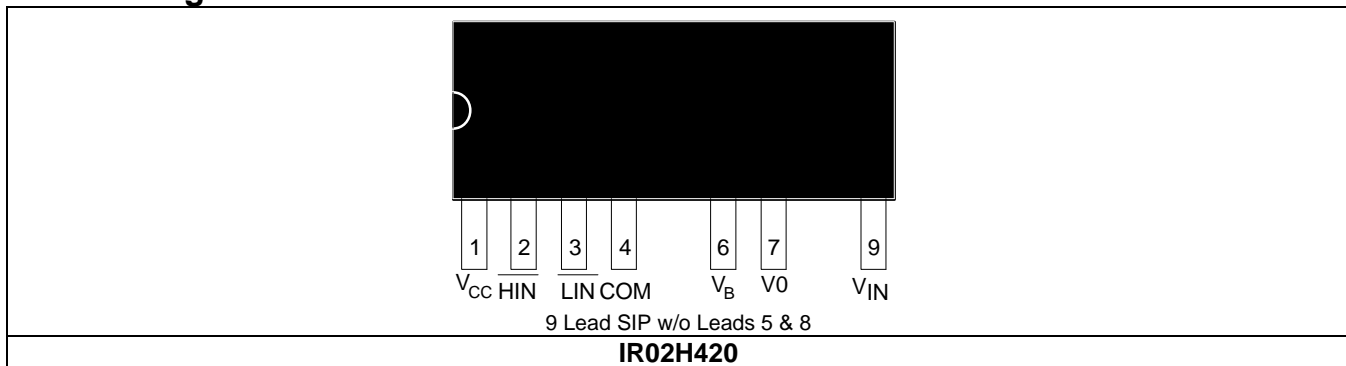 1 2 3 4 6 7 9
VCC HIN LIN COM VB V0 VIN
9 Lead SIP w/o Leads 5 & 8
IR02H420